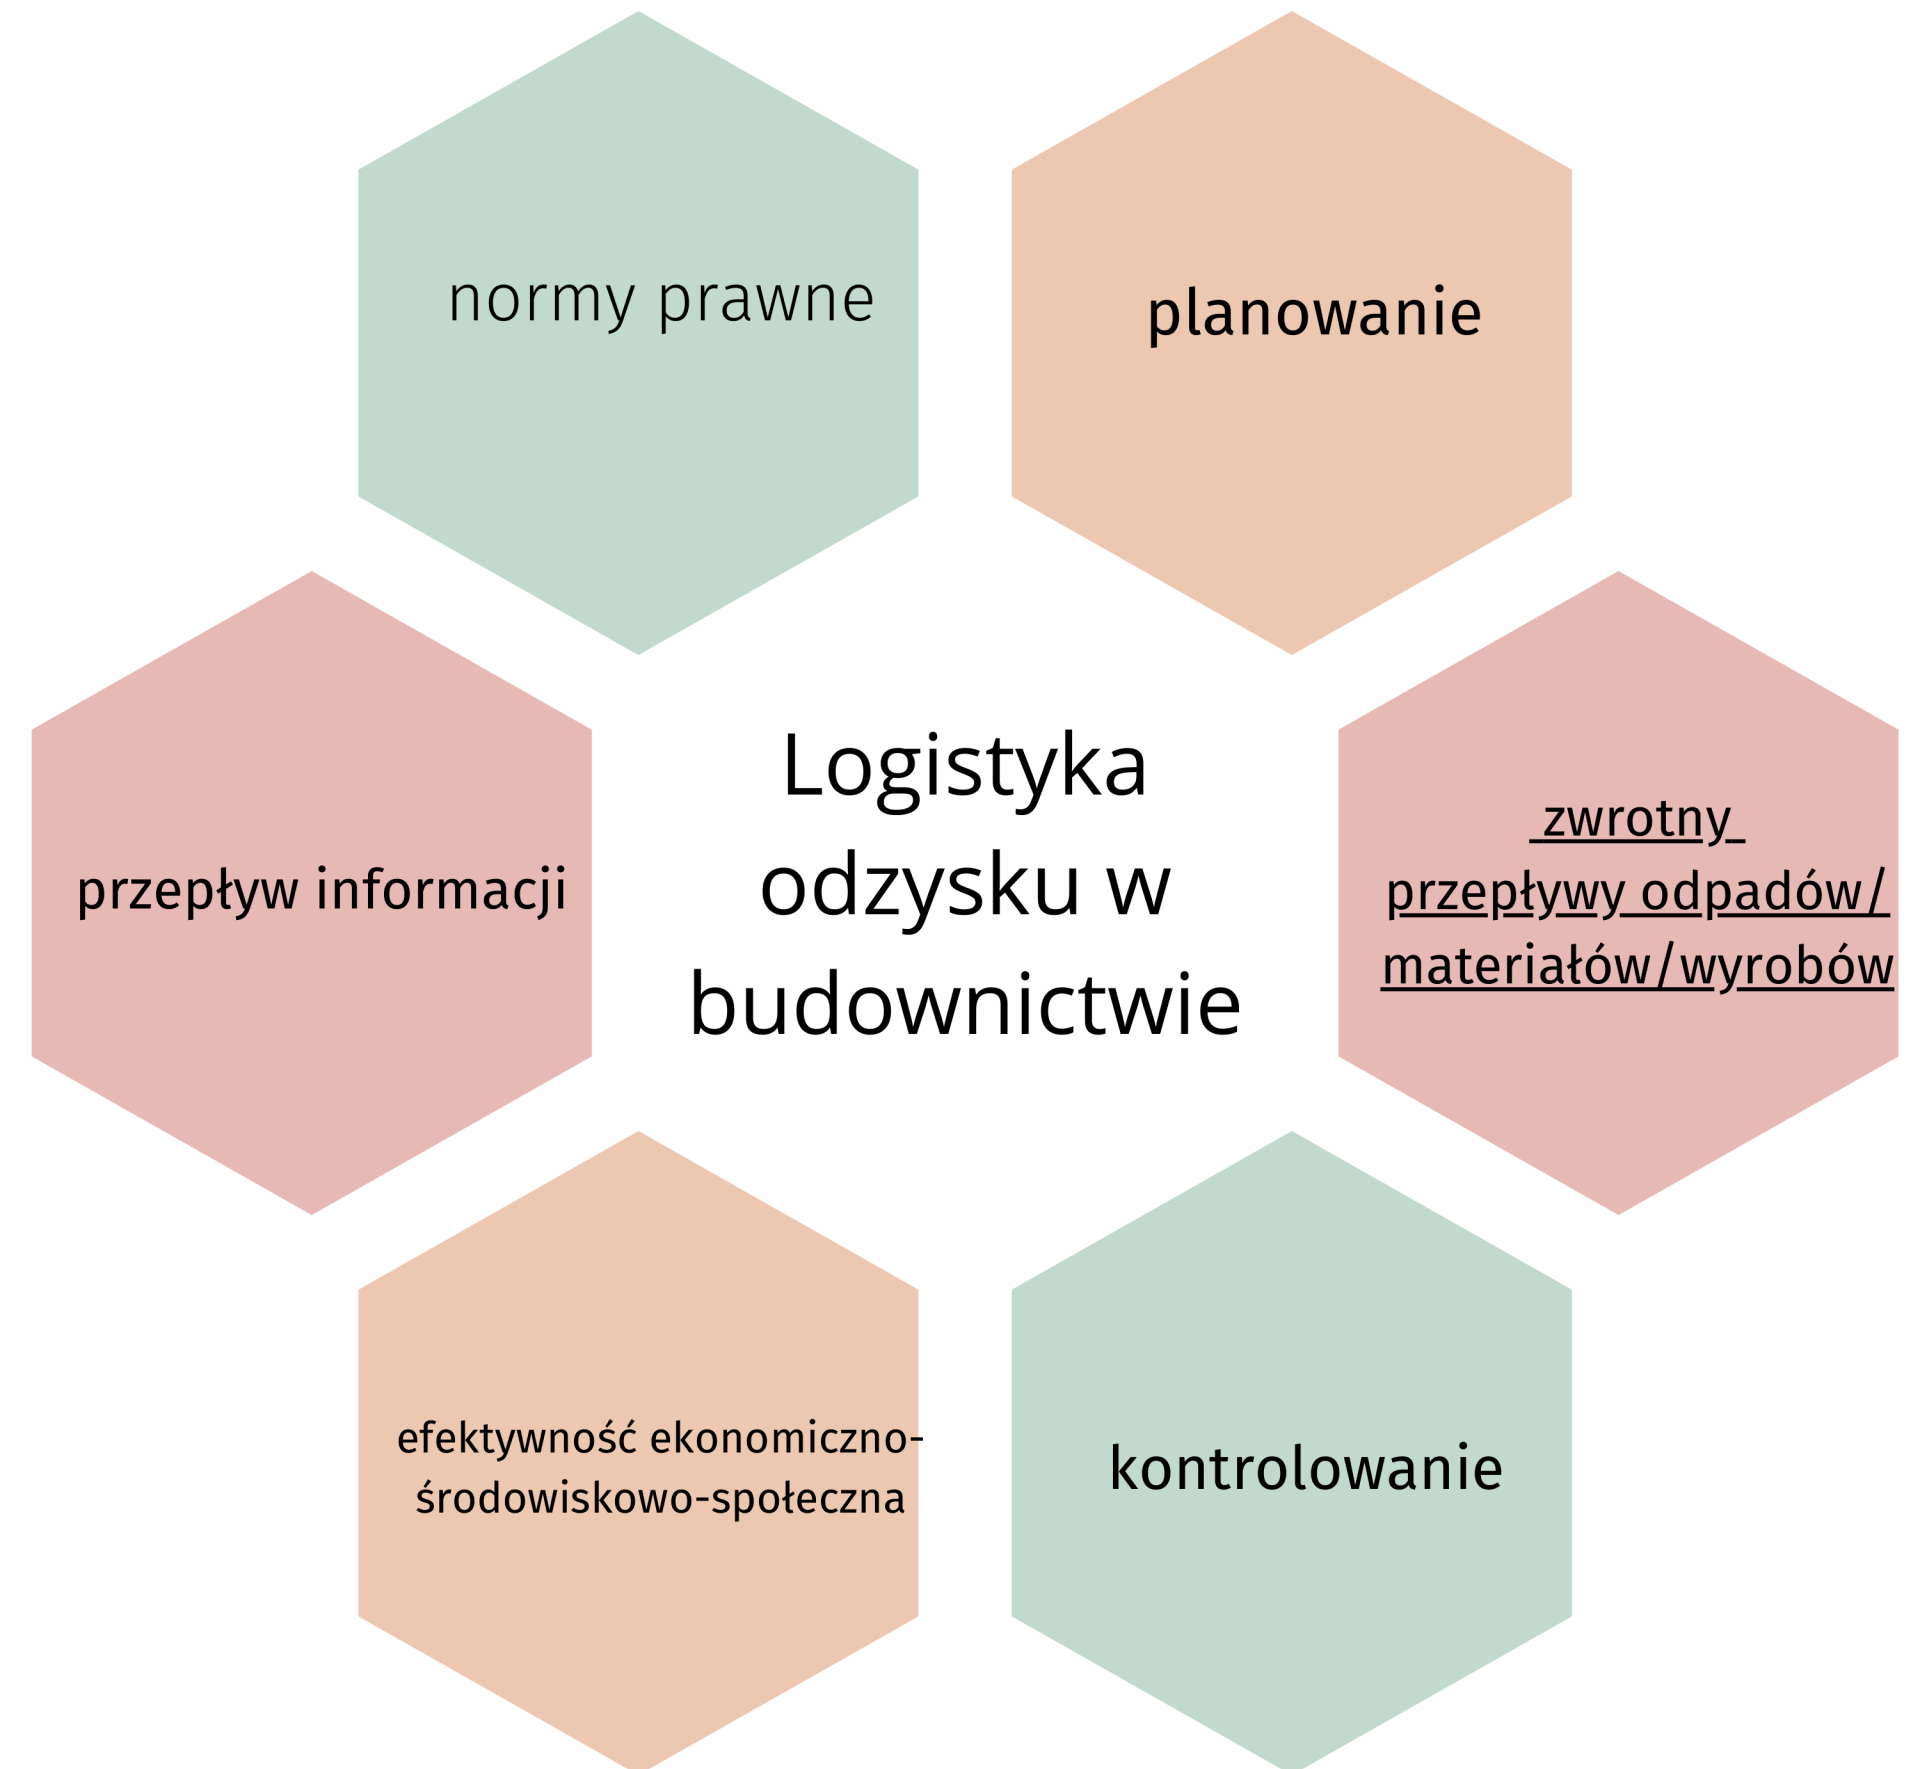 normy prawne
planowanie
Logistyka
odzysku w
budownictwie
przepływ informacji
zwrotny
przepływy odpadów/
materiałów/wyrobów
efektywność ekonomiczno-
środowiskowo-społeczna
kontrolowanie